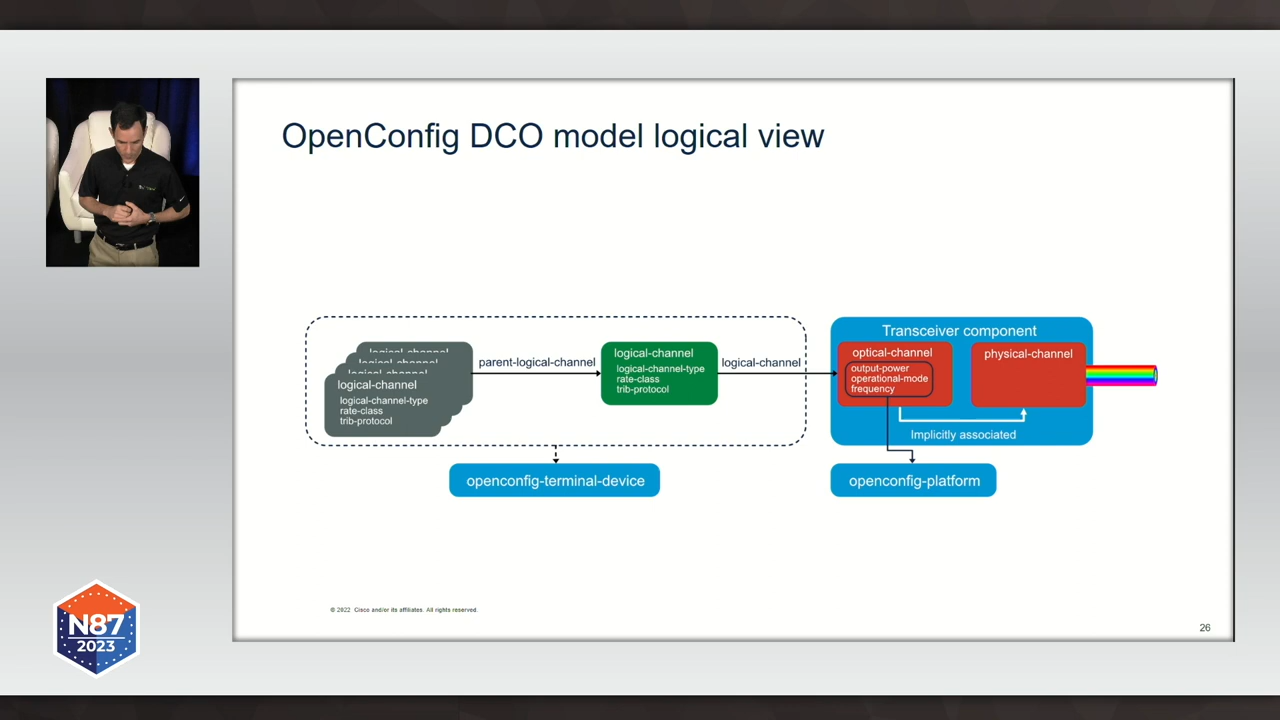 OpenConfig DCO model logical view
logical-channel
logical-channel
logical-channel
logical-channel
logical-channel-type
rate-class
trib-protocol
parent-logical-channel
logical-channel
logical-channel-type
rate-class
trib-protocol
logical-channel
Transceiver component
optical-channel
output-power
operational-mode
frequency
physical-channel
Implicitly associated
openconfig-terminal-device
openconfig-platform
© 2022 Cisco and/or its affiliates. All rights reserved.
26
N87
2023